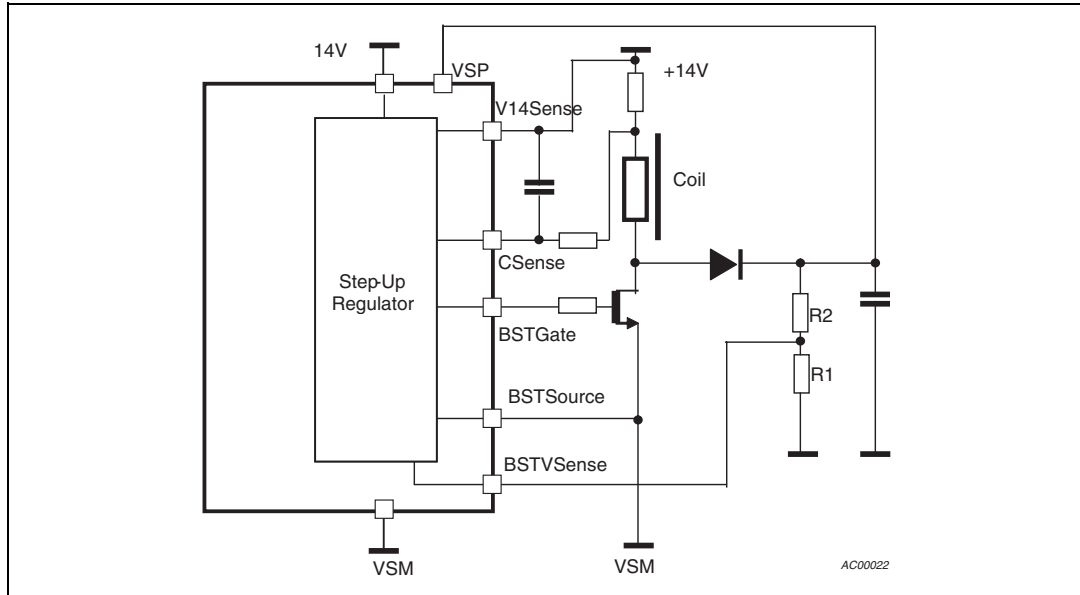 14V
VSP
+14V
V14Sense
Coil
CSense
Step-Up
Regulator
BSTGate
R2
R1
BSTSource
BSTVSense
VSM
VSM
AC00022